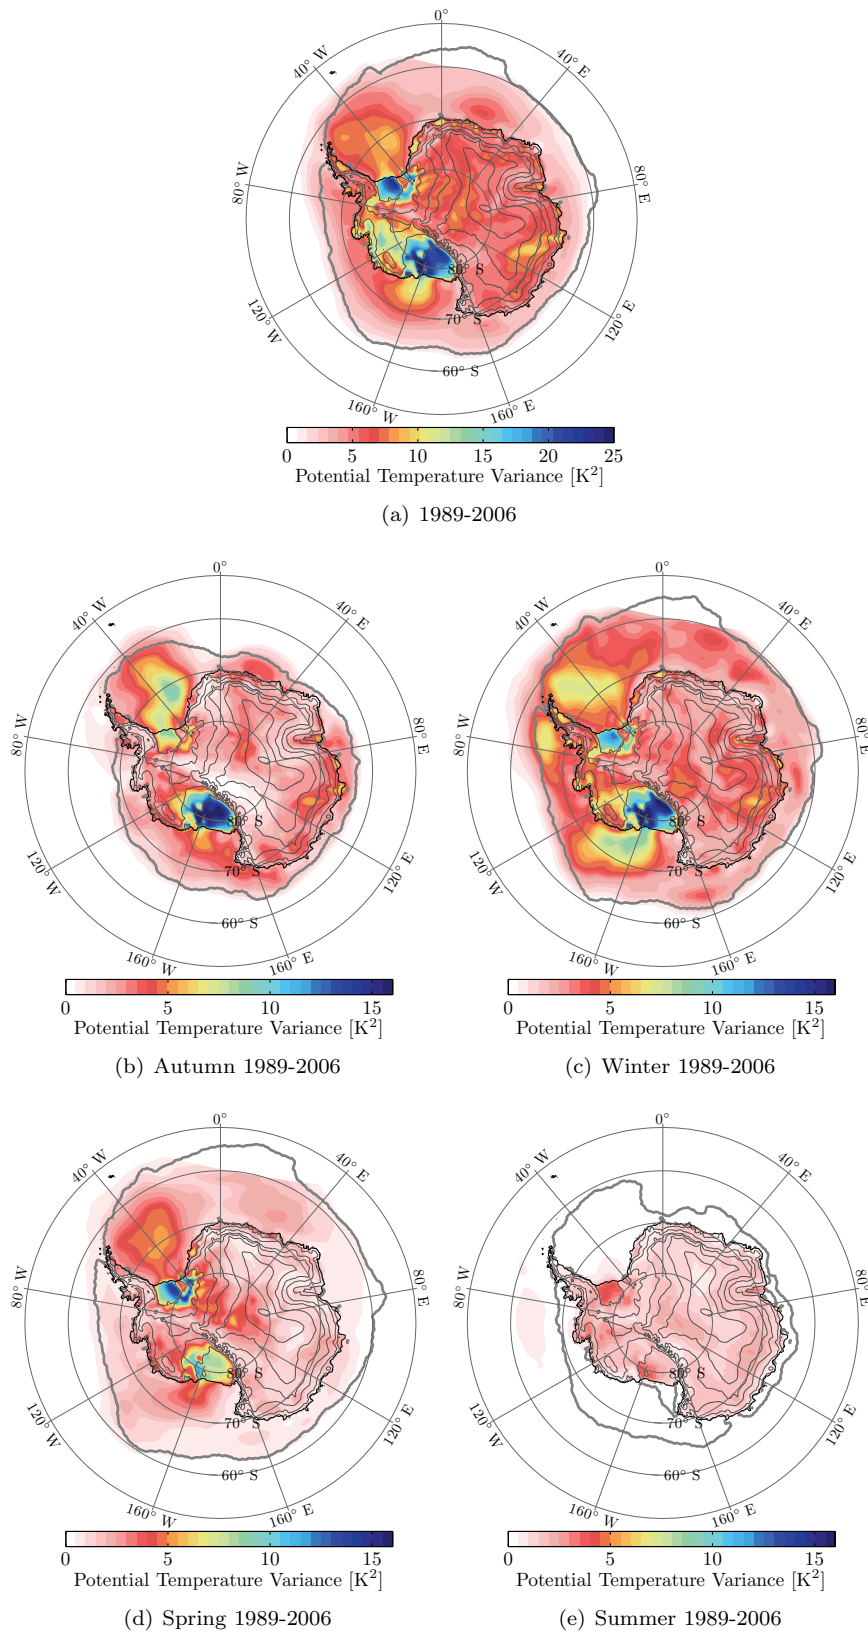 0°
40° W
40° E
80° W
80° E
80° S
120° W
120° E
70° S
60° S
160° W
160° E
0 5 10 15 20 25
Potential Temperature Variance [K²]
(a) 1989-2006
0°
40° W
40° E
80° W
80° E
80° S
120° W
120° E
70° S
60° S
160° W
160° E
0 5 10 15
Potential Temperature Variance [K²]
(b) Autumn 1989-2006
0°
40° W
40° E
80° W
80° E
80° S
120° W
120° E
70° S
60° S
160° W
160° E
0 5 10 15
Potential Temperature Variance [K²]
(c) Winter 1989-2006
0°
40° W
40° E
80° W
80° E
80° S
120° W
120° E
70° S
60° S
160° W
160° E
0 5 10 15
Potential Temperature Variance [K²]
(d) Spring 1989-2006
0°
40° W
40° E
80° W
80° E
80° S
120° W
120° E
70° S
60° S
160° W
160° E
0 5 10 15
Potential Temperature Variance [K²]
(e) Summer 1989-2006